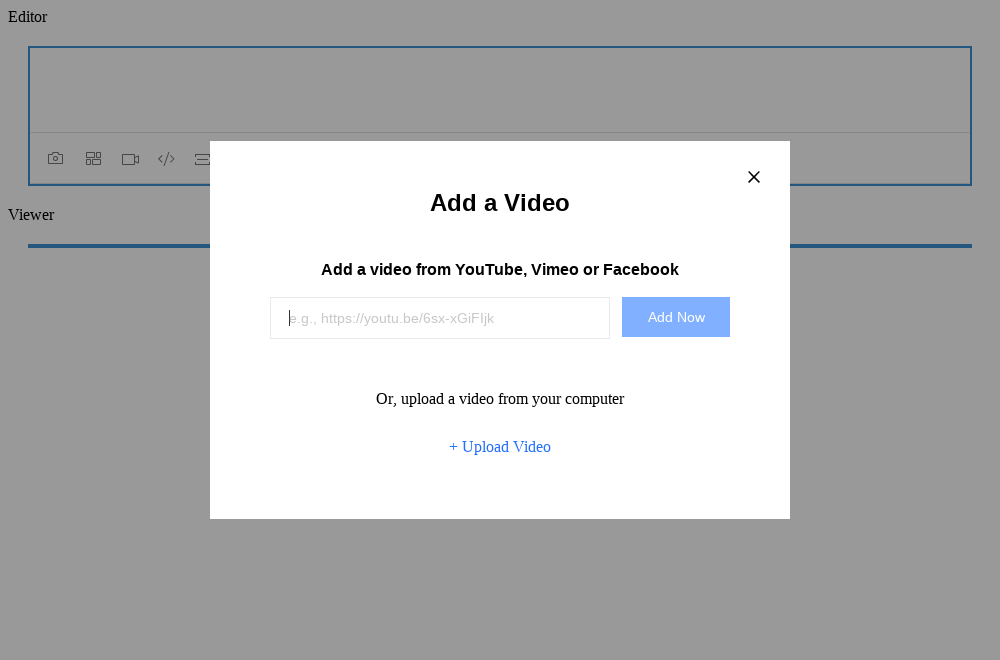 Editor
Viewer
Add a Video
Add a video from YouTube, Vimeo or Facebook
e.g., https://youtu.be/6sx-xGiFIjk
Add Now
Or, upload a video from your computer
+ Upload Video